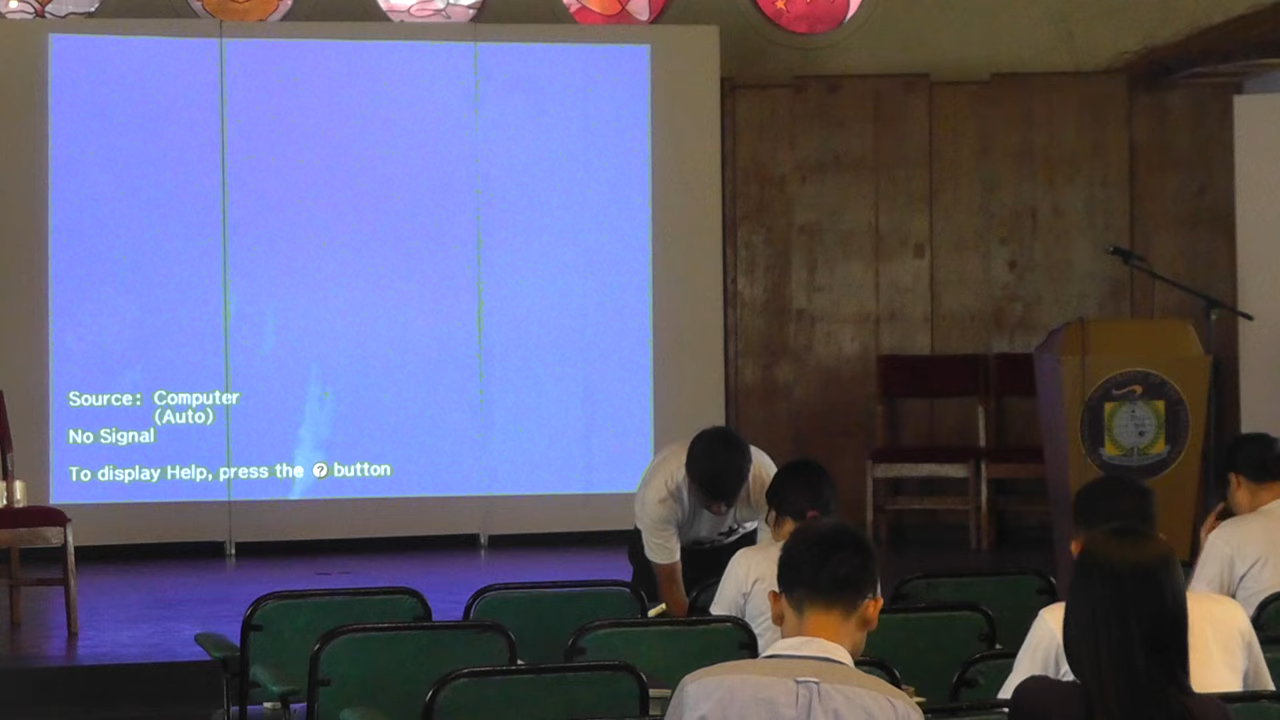 Source: Computer
(Auto)
No Signal
To display Help, press the ? button